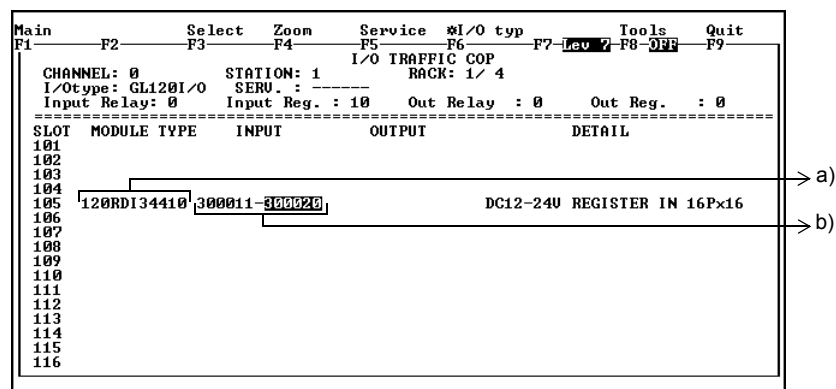 Main Select Zoom Service *I/O typ Tools Quit
F1 F2 F3 F4 F5 F6 F7 Lev 7 F8 OFF F9
I/O TRAFFIC COP
CHANNEL: 0 STATION: 1 RACK: 1/ 4
I/Otype: GL120I/O SERV. : ------
Input Relay: 0 Input Reg. : 10 Out Relay : 0 Out Reg. : 0
SLOT MODULE TYPE INPUT OUTPUT DETAIL
101
102
103
104
a)
105 120RDI34410 300011-300020 DC12-24V REGISTER IN 16Px16
106
b)
107
108
109
110
111
112
113
114
115
116